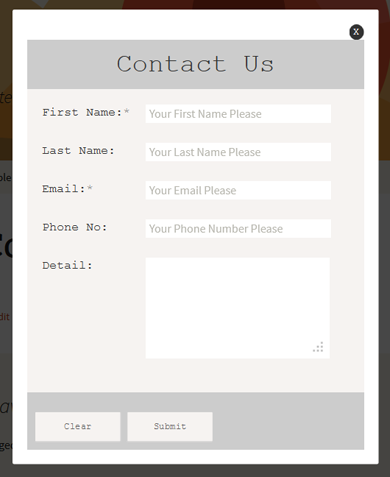 X
Contact Us
First Name:* Your First Name Please
Last Name: Your Last Name Please
Email:* Your Email Please
Phone No: Your Phone Number Please
Detail:
Clear Submit